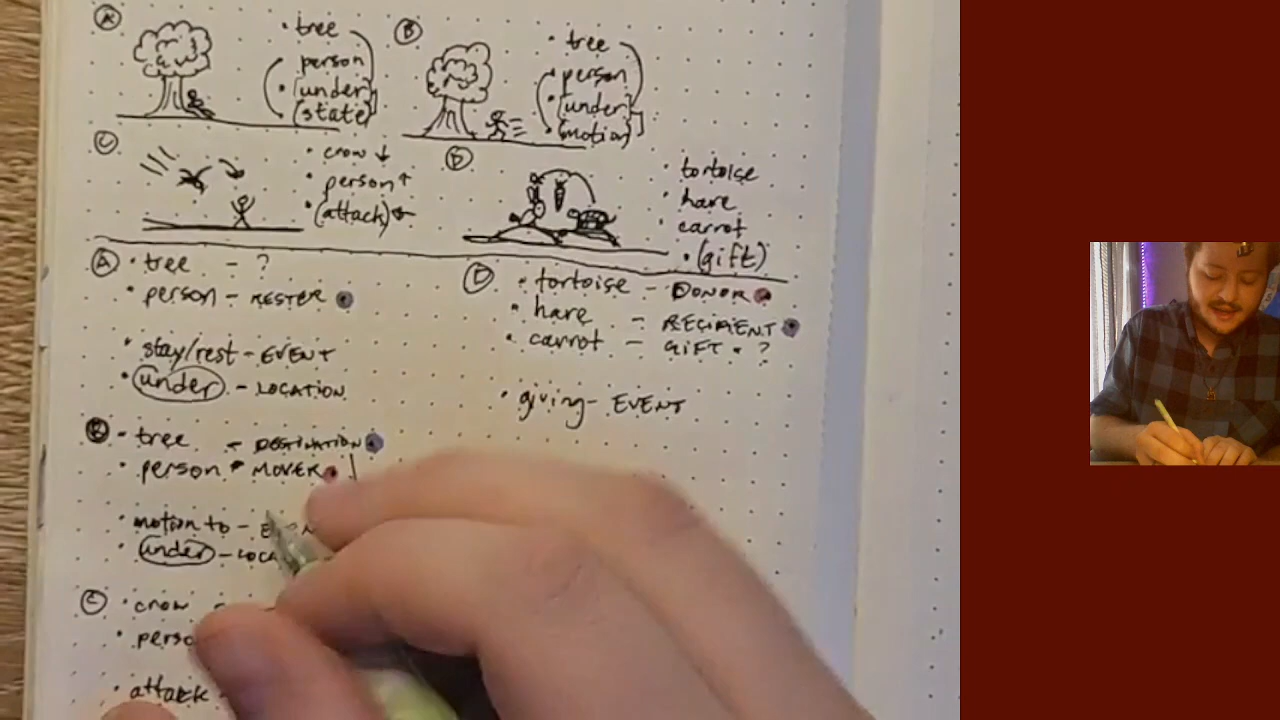 A
• tree
person
• (under)
(state)
B
• tree
person
• (under)
• (motion)
C
• crow ↓
• person ↑
• (attack) ←
D
• tortoise
• hare
• carrot
• (gift)
A • tree - ?
• person - RESTER
• stay/rest - EVENT
• under - LOCATION
B - tree - DESTINATION
• person - MOVER
• motion to -
• under -
C • crow -
•
• attack
D • tortoise - DONOR
• hare - RECIPIENT
• carrot - GIFT • ?
• giving - EVENT